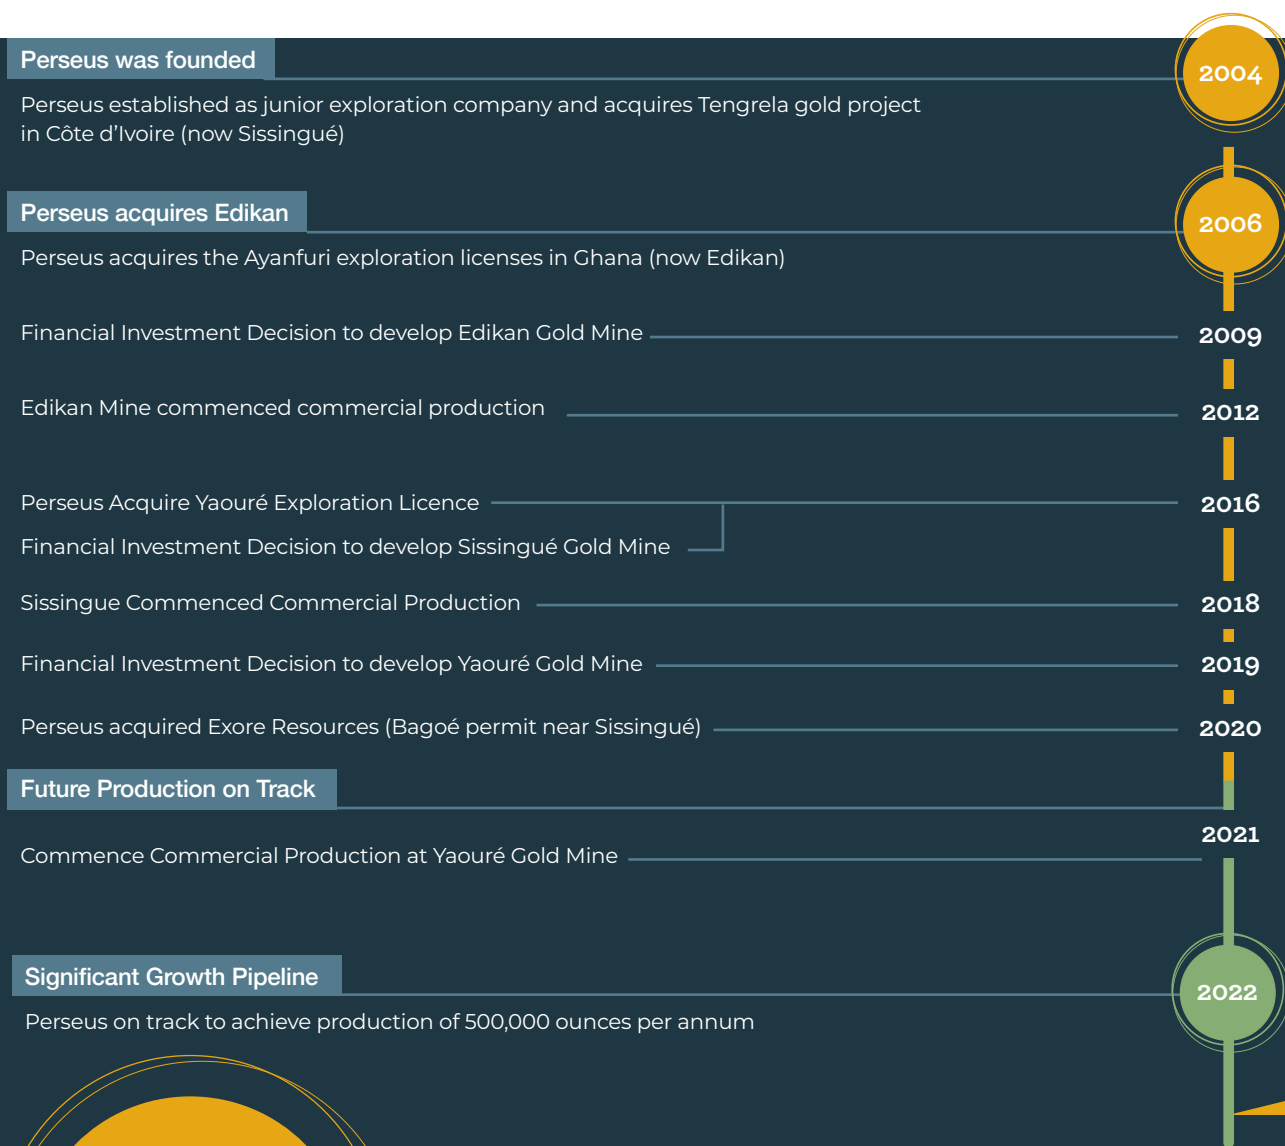 Perseus was founded
2004
Perseus established as junior exploration company and acquires Tengrela gold project
in Côte d'Ivoire (now Sissingué)
Perseus acquires Edikan
2006
Perseus acquires the Ayanfuri exploration licenses in Ghana (now Edikan)
Financial Investment Decision to develop Edikan Gold Mine
2009
Edikan Mine commenced commercial production
2012
Perseus Acquire Yaouré Exploration Licence
2016
Financial Investment Decision to develop Sissingué Gold Mine
Sissingue Commenced Commercial Production
2018
Financial Investment Decision to develop Yaouré Gold Mine
2019
Perseus acquired Exore Resources (Bagoé permit near Sissingué)
2020
Future Production on Track
2021
Commence Commercial Production at Yaouré Gold Mine
Significant Growth Pipeline
2022
Perseus on track to achieve production of 500,000 ounces per annum